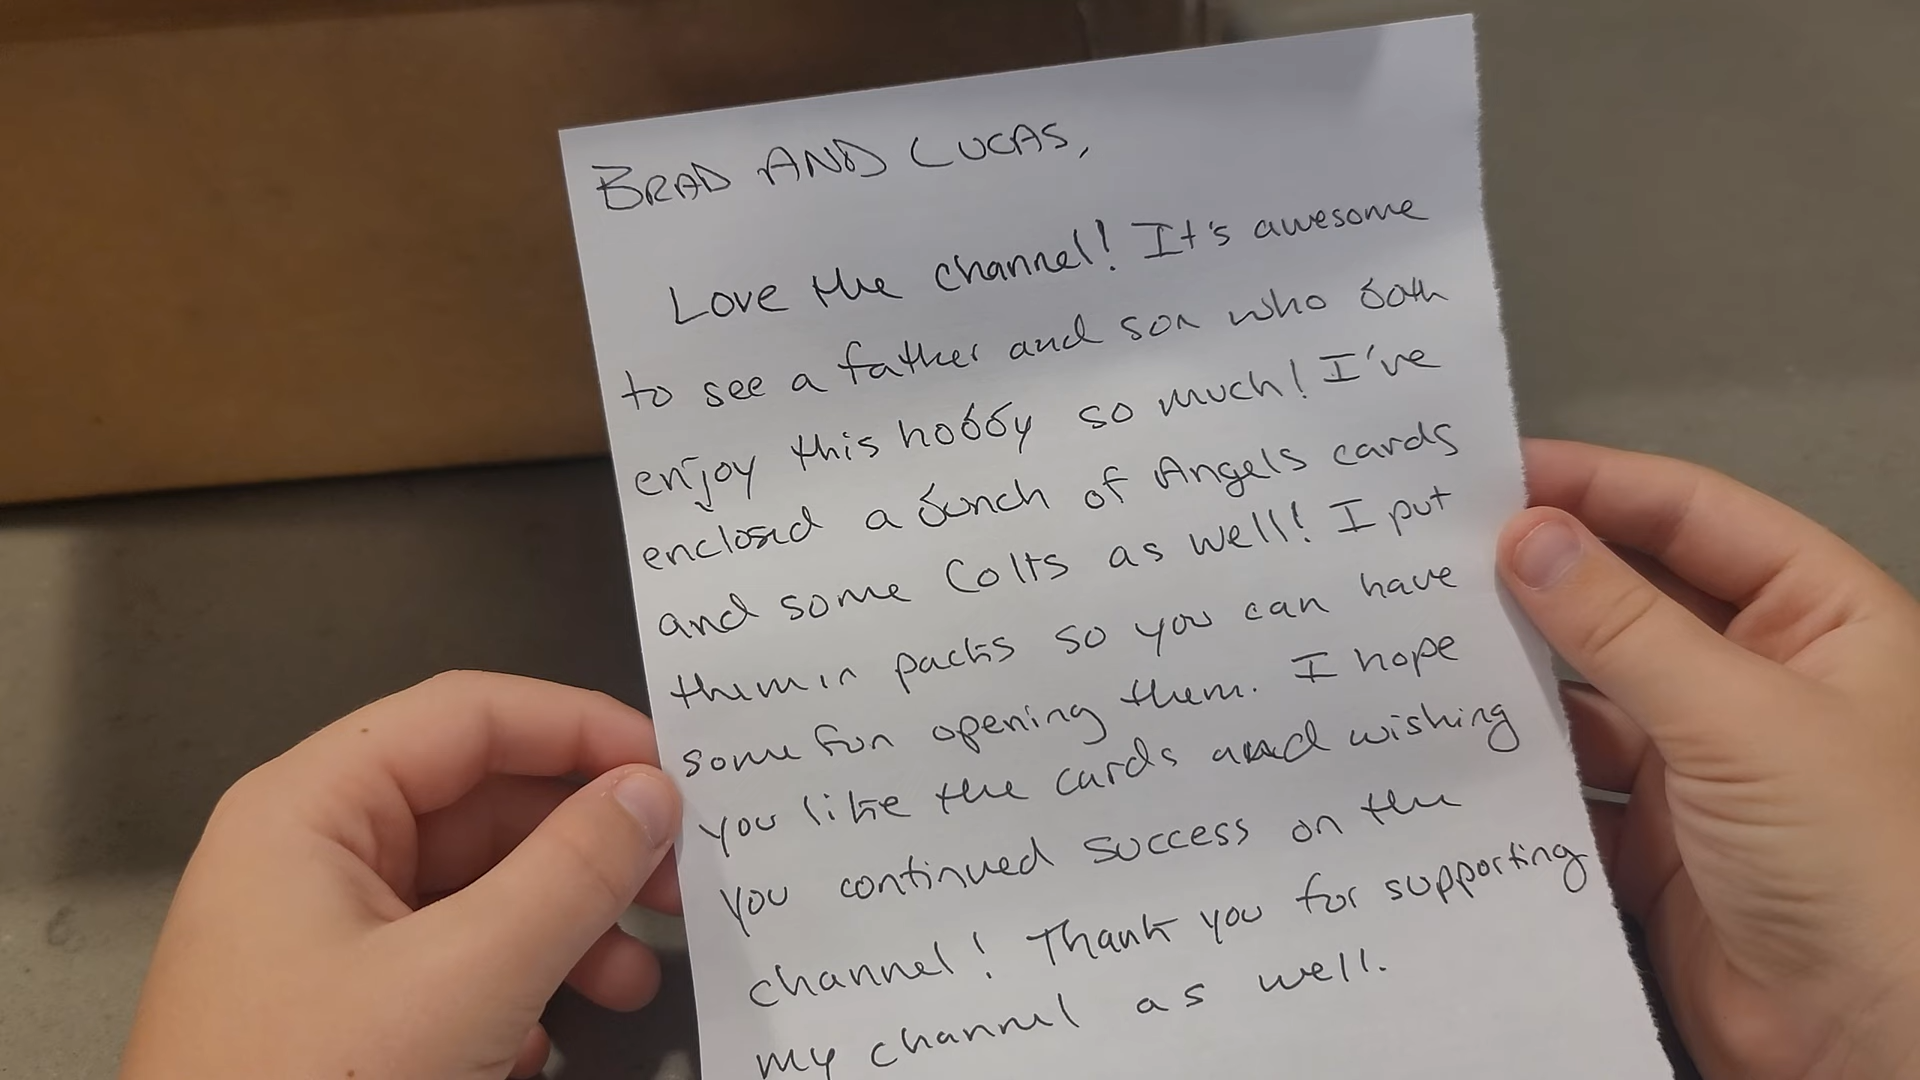 BRAD AND LUCAS,
Love the channel! It's awesome
to see a father and son who both
enjoy this hobby so much! I've
enclosed a bunch of Angels cards
and some Colts as well! I put
them in packs so you can have
some fun opening them. I hope
you like the cards and wishing
you continued success on the
channel! Thank you for supporting
my channel as well.